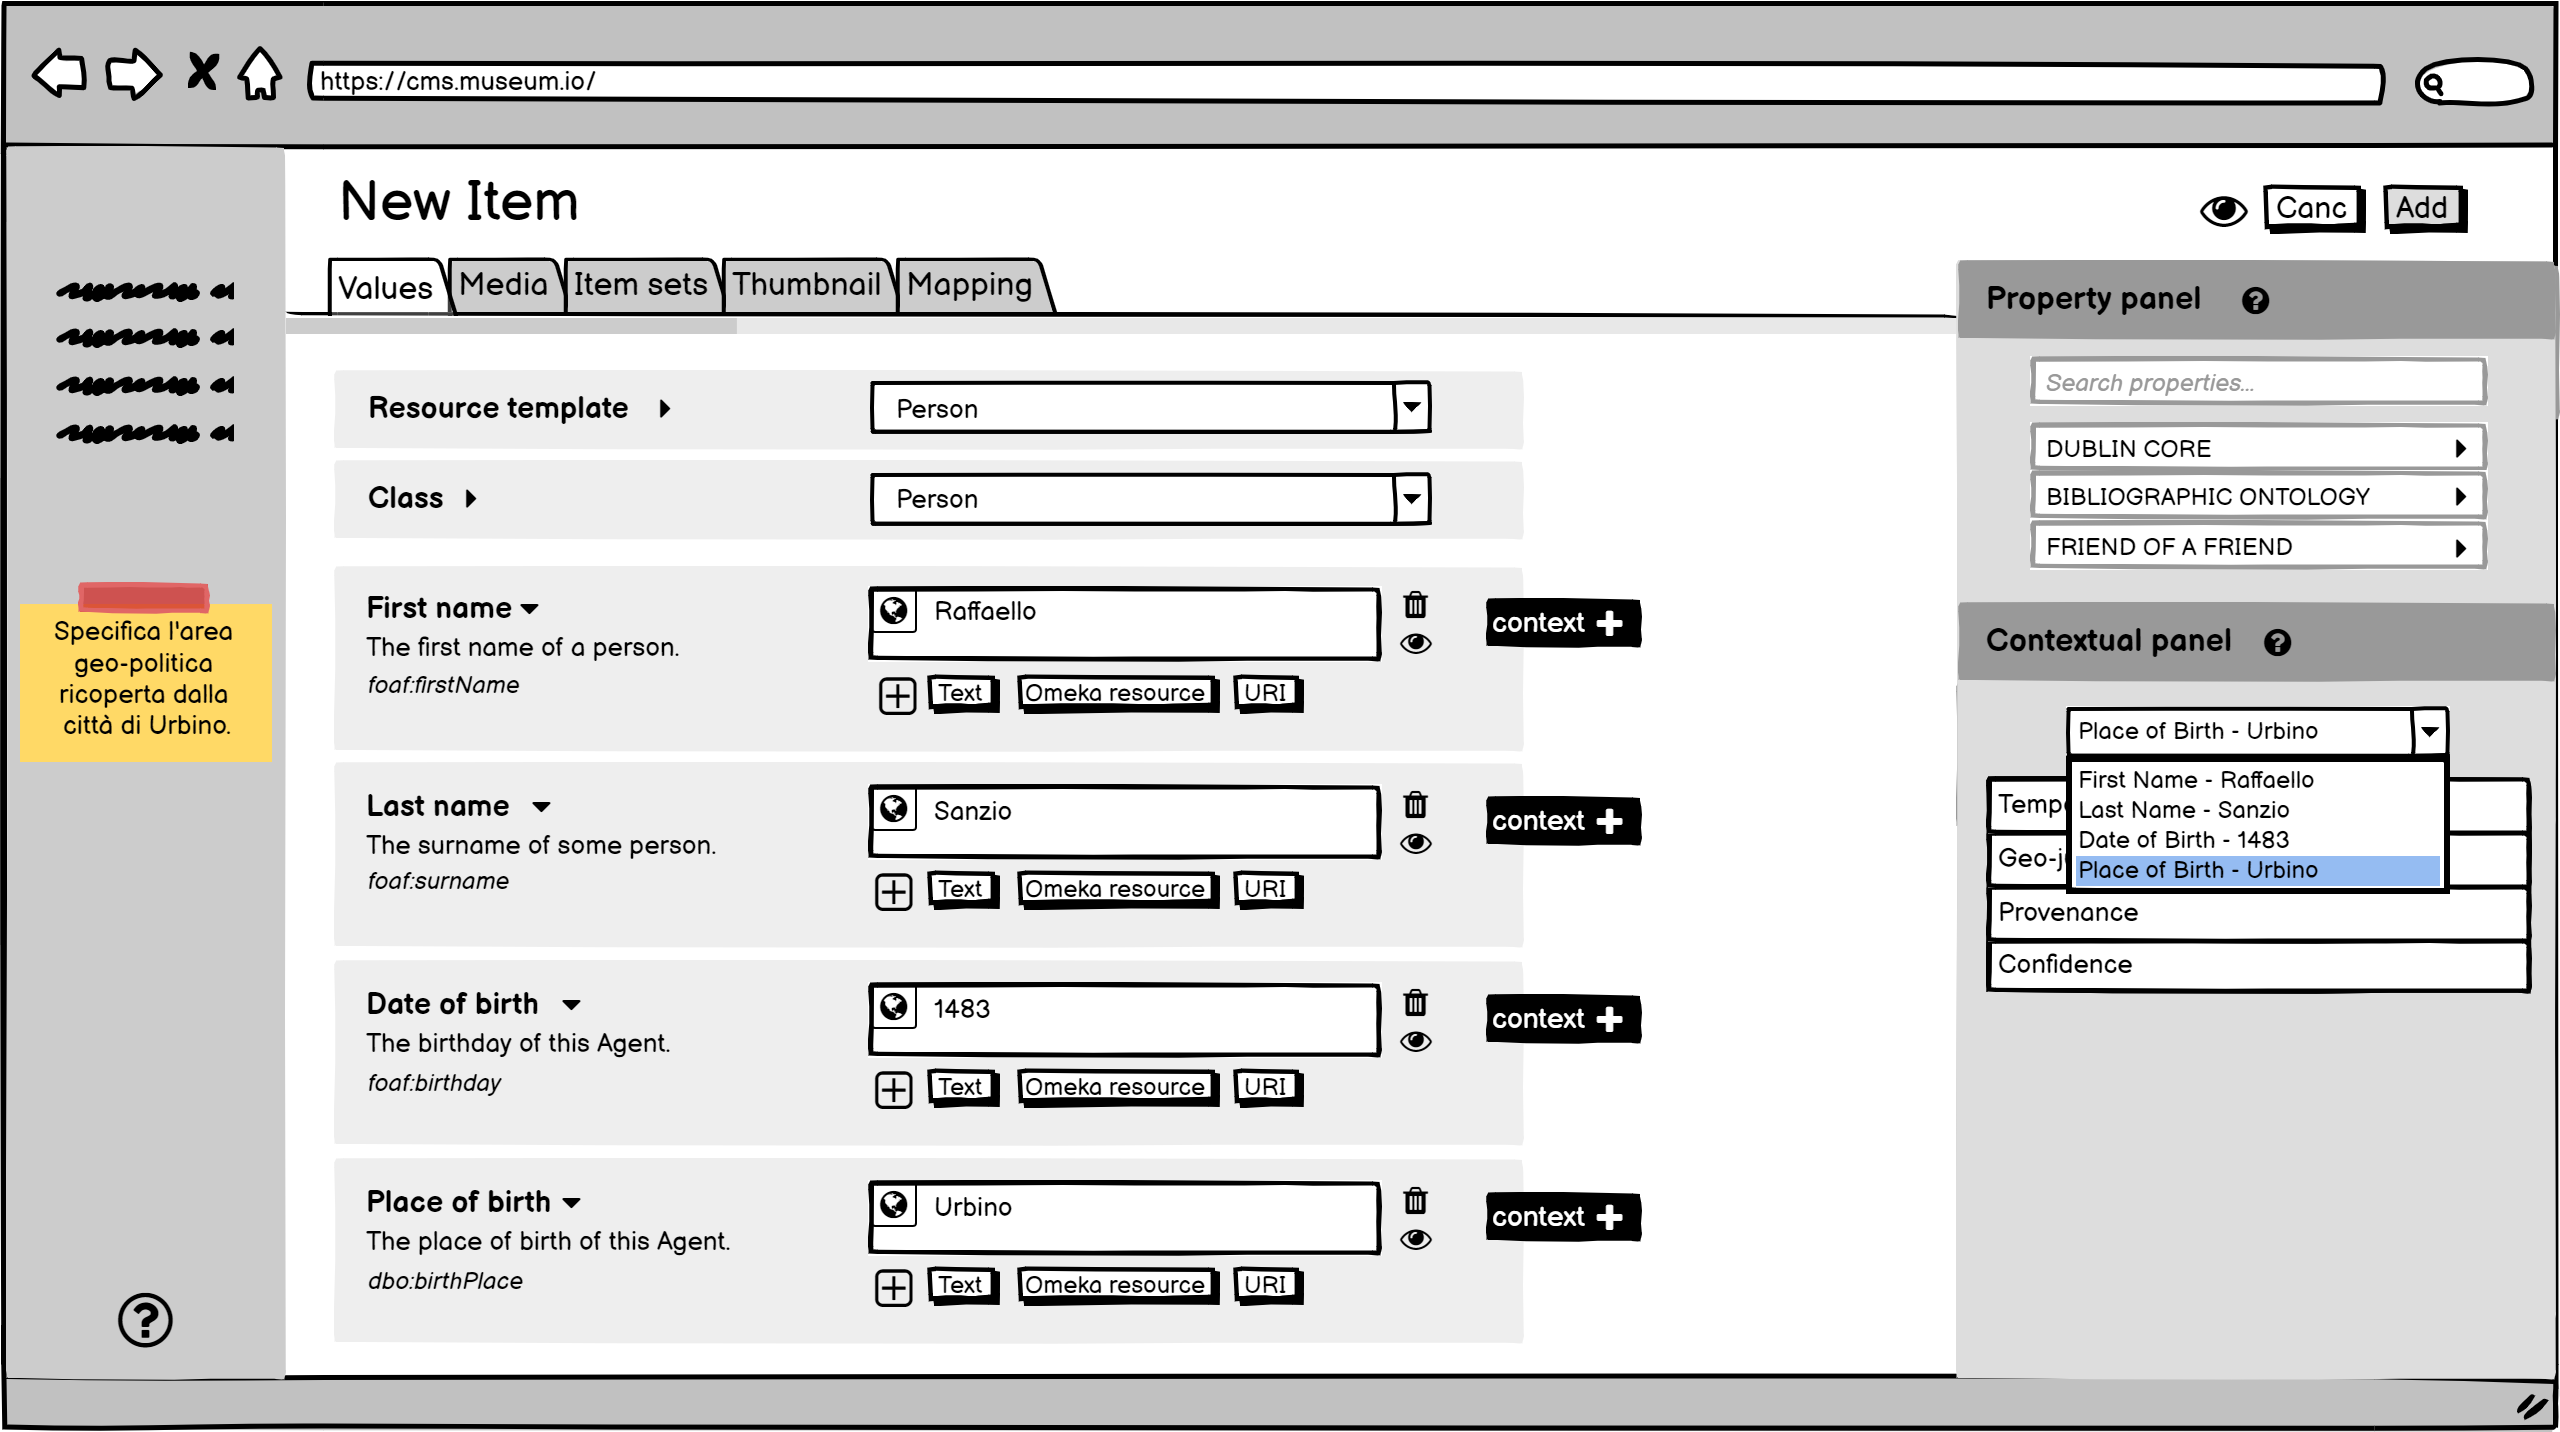 https://cms.museum.io/
New Item
Canc
Add
Values
Media
Item sets
Thumbnail
Mapping
Specifica l'area
geo-politica
ricoperta dalla
città di Urbino.
Resource template
Person
Class
Person
First name
The first name of a person.
foaf:firstName
Raffaello
Text
Omeka resource
URI
context
Last name
The surname of some person.
foaf:surname
Sanzio
Text
Omeka resource
URI
context
Date of birth
The birthday of this Agent.
foaf:birthday
1483
Text
Omeka resource
URI
context
Place of birth
The place of birth of this Agent.
dbo:birthPlace
Urbino
Text
Omeka resource
URI
context
Property panel
Search properties...
DUBLIN CORE
BIBLIOGRAPHIC ONTOLOGY
FRIEND OF A FRIEND
Contextual panel
Place of Birth - Urbino
First Name - Raffaello
Last Name - Sanzio
Date of Birth - 1483
Place of Birth - Urbino
Provenance
Confidence